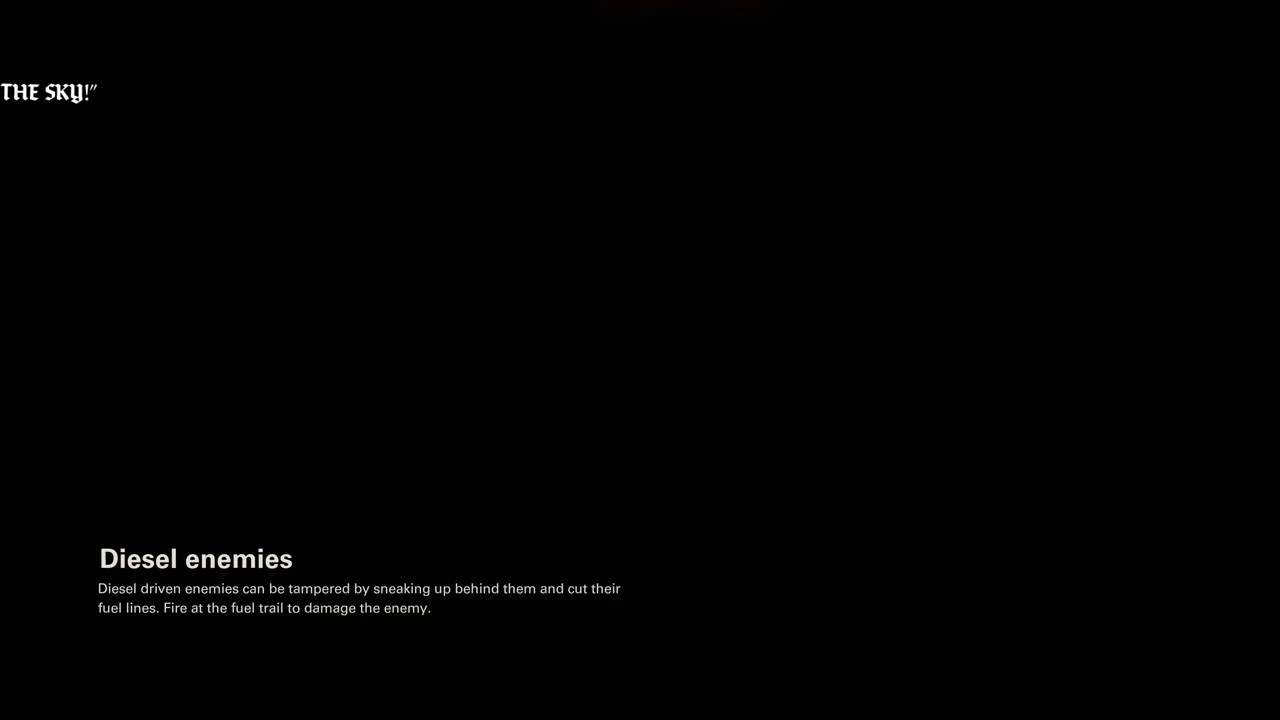 THE SKY!”
Diesel enemies
Diesel driven enemies can be tampered by sneaking up behind them and cut their
fuel lines. Fire at the fuel trail to damage the enemy.